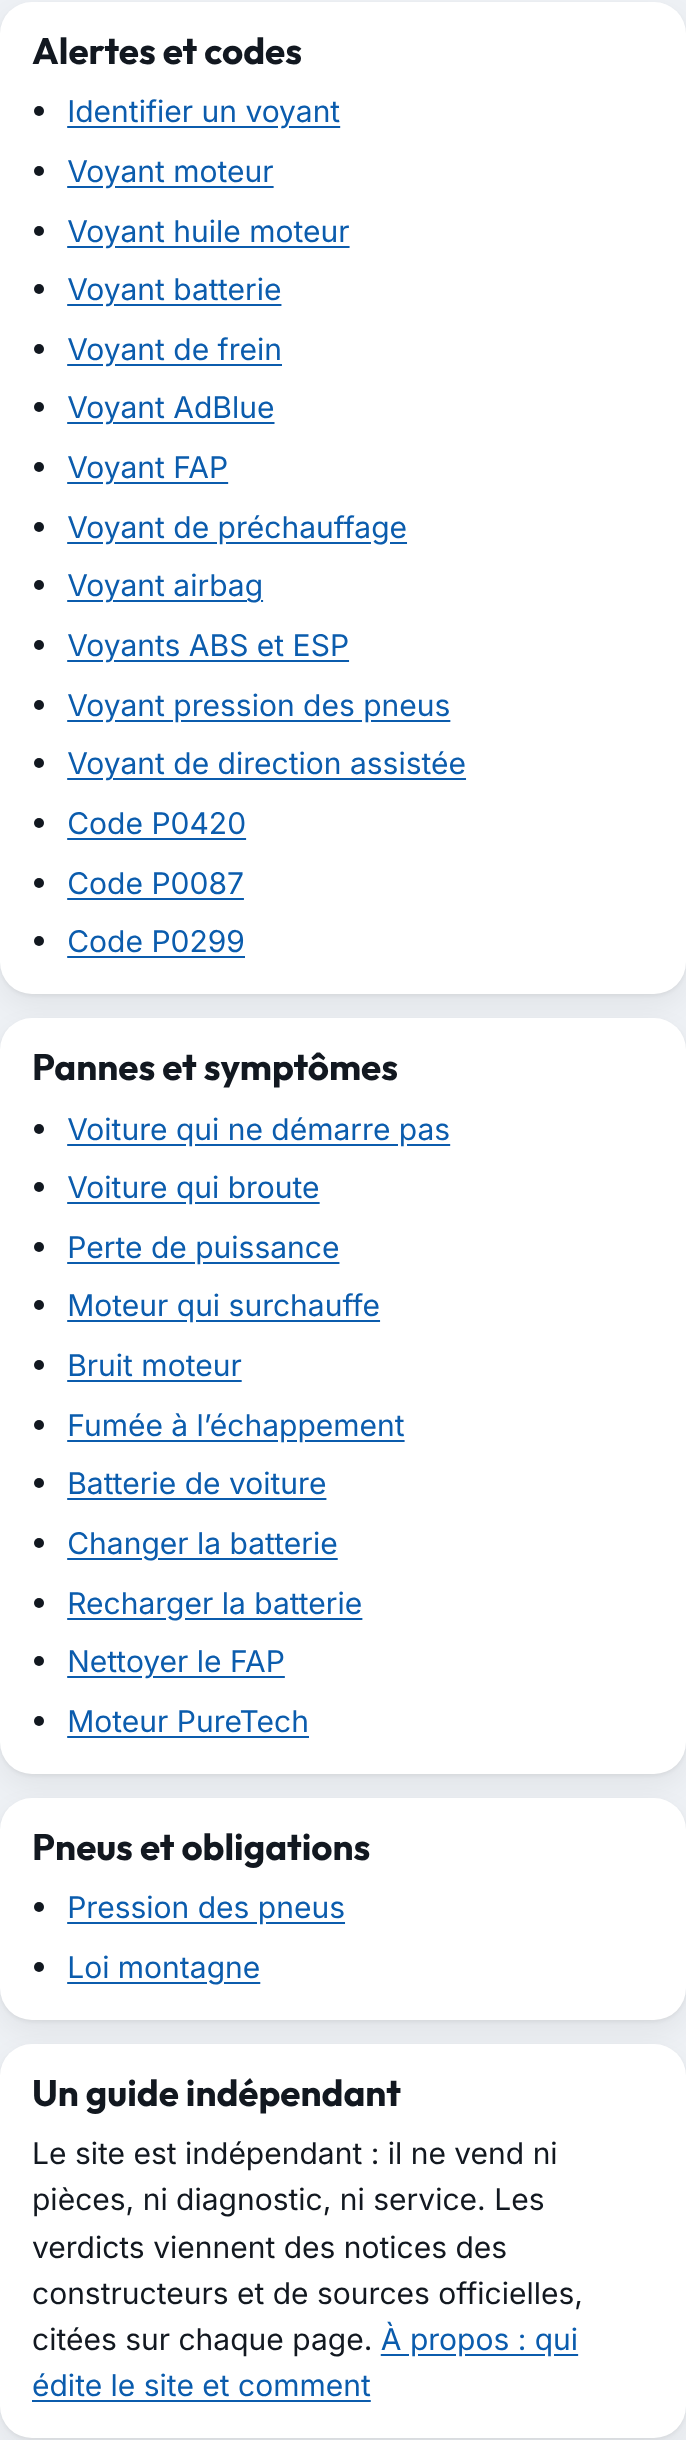 Alertes et codes
Identifier un voyant
Voyant moteur
Voyant huile moteur
Voyant batterie
Voyant de frein
Voyant AdBlue
Voyant FAP
Voyant de préchauffage
Voyant airbag
Voyants ABS et ESP
Voyant pression des pneus
Voyant de direction assistée
Code P0420
Code P0087
Code P0299
Pannes et symptômes
Voiture qui ne démarre pas
Voiture qui broute
Perte de puissance
Moteur qui surchauffe
Bruit moteur
Fumée à l’échappement
Batterie de voiture
Changer la batterie
Recharger la batterie
Nettoyer le FAP
Moteur PureTech
Pneus et obligations
Pression des pneus
Loi montagne
Un guide indépendant
Le site est indépendant : il ne vend ni
pièces, ni diagnostic, ni service. Les
verdicts viennent des notices des
constructeurs et de sources officielles,
citées sur chaque page. À propos : qui
édite le site et comment